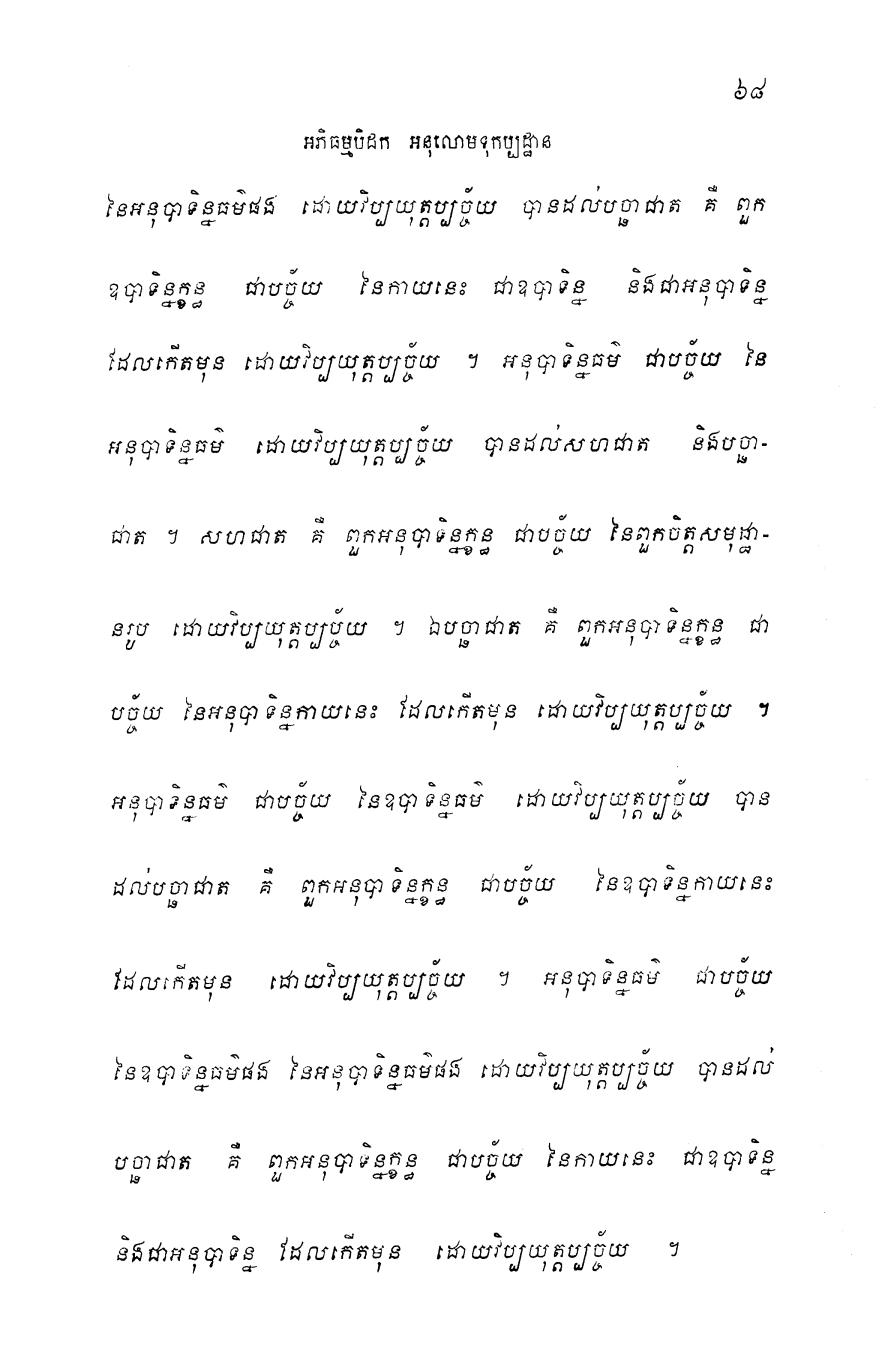 ៦៨
អភិធម្មបិដក អនុលោមទុកប្បដ្ឋាន
នៃអនុបាទិន្នធម៌ផង ដោយវិប្បយុត្តប្បច្ច័យ បានដល់បច្ឆាជាត គឺ ពួក
ឧបាទិន្នក្ខន្ធ ជាបច្ច័យ នៃកាយនេះ ជាឧបាទិន្ន និងជាអនុបាទិន្ន
ដែលកើតមុន ដោយវិប្បយុត្តប្បច្ច័យ ។ អនុបាទិន្នធម៌ ជាបច្ច័យ នៃ
អនុបាទិន្នធម៌ ដោយវិប្បយុត្តប្បច្ច័យ បានដល់សហជាត និងបច្ឆា-
ជាត ។ សហជាត គឺ ពួកអនុបាទិន្នក្ខន្ធ ជាបច្ច័យ នៃពួកចិត្តសមុដ្ឋា-
នរូប ដោយវិប្បយុត្តប្បច្ច័យ ។ ឯបច្ឆាជាត គឺ ពួកអនុបាទិន្នក្ខន្ធ ជា
បច្ច័យ នៃអនុបាទិន្នកាយនេះ ដែលកើតមុន ដោយវិប្បយុត្តប្បច្ច័យ ។
អនុបាទិន្នធម៌ ជាបច្ច័យ នៃឧបាទិន្នធម៌ ដោយវិប្បយុត្តប្បច្ច័យ បាន
ដល់បច្ឆាជាត គឺ ពួកអនុបាទិន្នក្ខន្ធ ជាបច្ច័យ នៃឧបាទិន្នកាយនេះ
ដែលកើតមុន ដោយវិប្បយុត្តប្បច្ច័យ ។ អនុបាទិន្នធម៌ ជាបច្ច័យ
នៃឧបាទិន្នធម៌ផង នៃអនុបាទិន្នធម៌ផង ដោយវិប្បយុត្តប្បច្ច័យ បានដល់
បច្ឆាជាត គឺ ពួកអនុបាទិន្នក្ខន្ធ ជាបច្ច័យ នៃកាយនេះ ជាឧបាទិន្ន
និងជាអនុបាទិន្ន ដែលកើតមុន ដោយវិប្បយុត្តប្បច្ច័យ ។